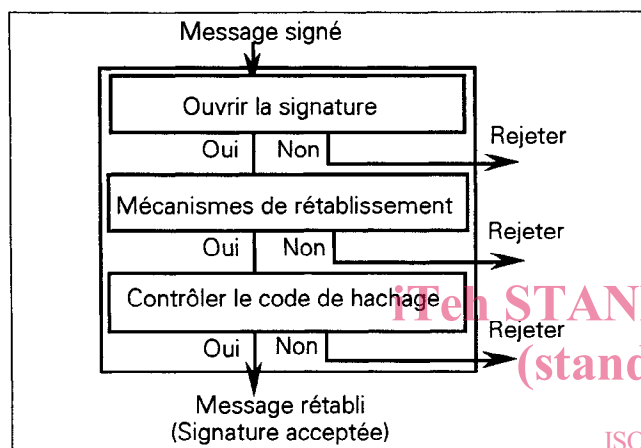 Message signé
Ouvrir la signature
Oui Non Rejeter
Mécanismes de rétablissement
Oui Non Rejeter
Contrôler le code de hachage
iTeh STAN
Oui Non Rejeter
(stand
Message rétabli
(Signature acceptée)
ISO